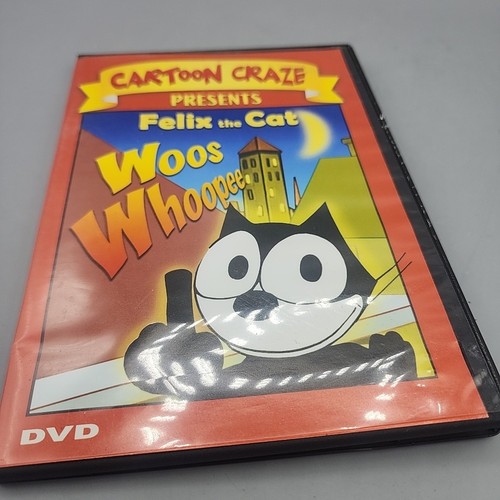 CARTOON CRAZE
PRESENTS
Felix the Cat
Woos
Whoopee
DVD